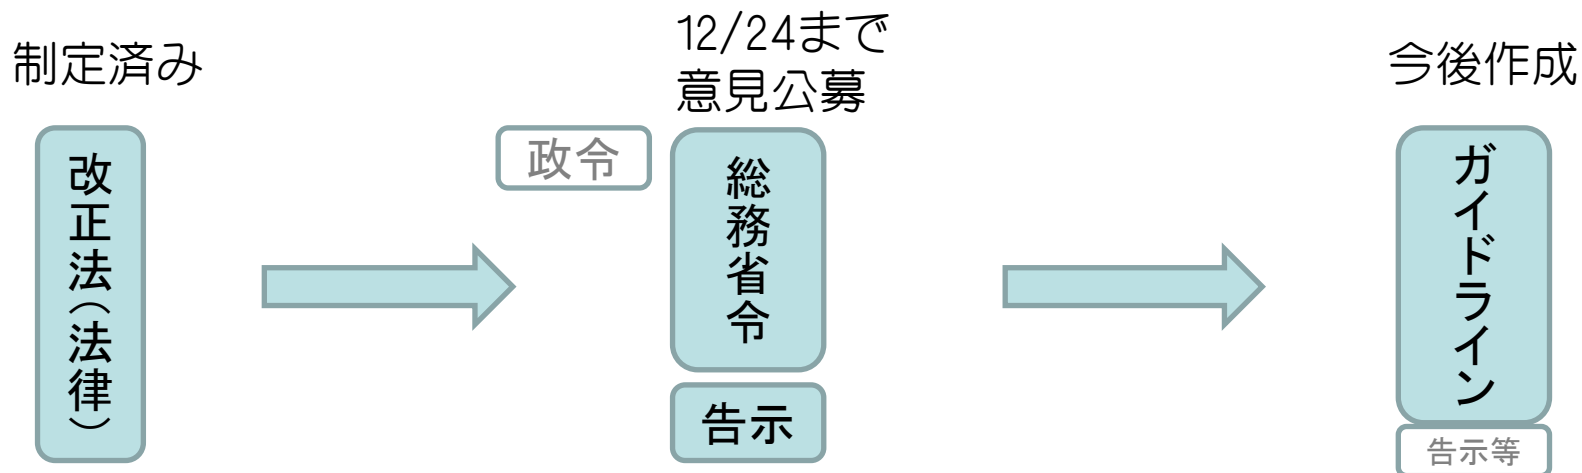 制定済み
改正法（法律）
政令
12/24まで
意見公募
総務省令
告示
今後作成
ガイドライン
告示等